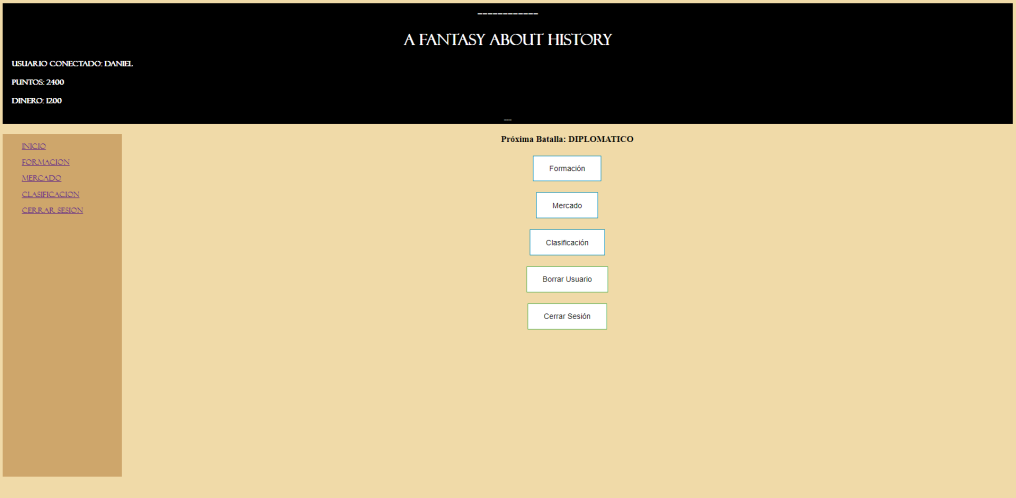 ------------
A FANTASY ABOUT HISTORY
USUARIO CONECTADO: DANIEL
PUNTOS: 2400
DINERO: 1200
INICIO
FORMACION
MERCADO
CLASIFICACION
CERRAR SESION
Próxima Batalla: DIPLOMATICO
Formación
Mercado
Clasificación
Borrar Usuario
Cerrar Sesión